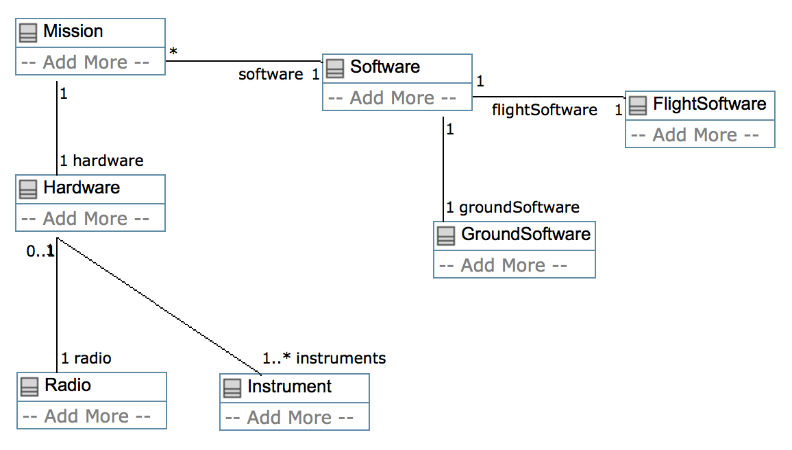 Mission
-- Add More --
*
software 1
Software
-- Add More --
1
flightSoftware 1
FlightSoftware
-- Add More --
1
1 hardware
Hardware
-- Add More --
1
1 groundSoftware
GroundSoftware
-- Add More --
0..1
1 radio
1..* instruments
Radio
-- Add More --
Instrument
-- Add More --